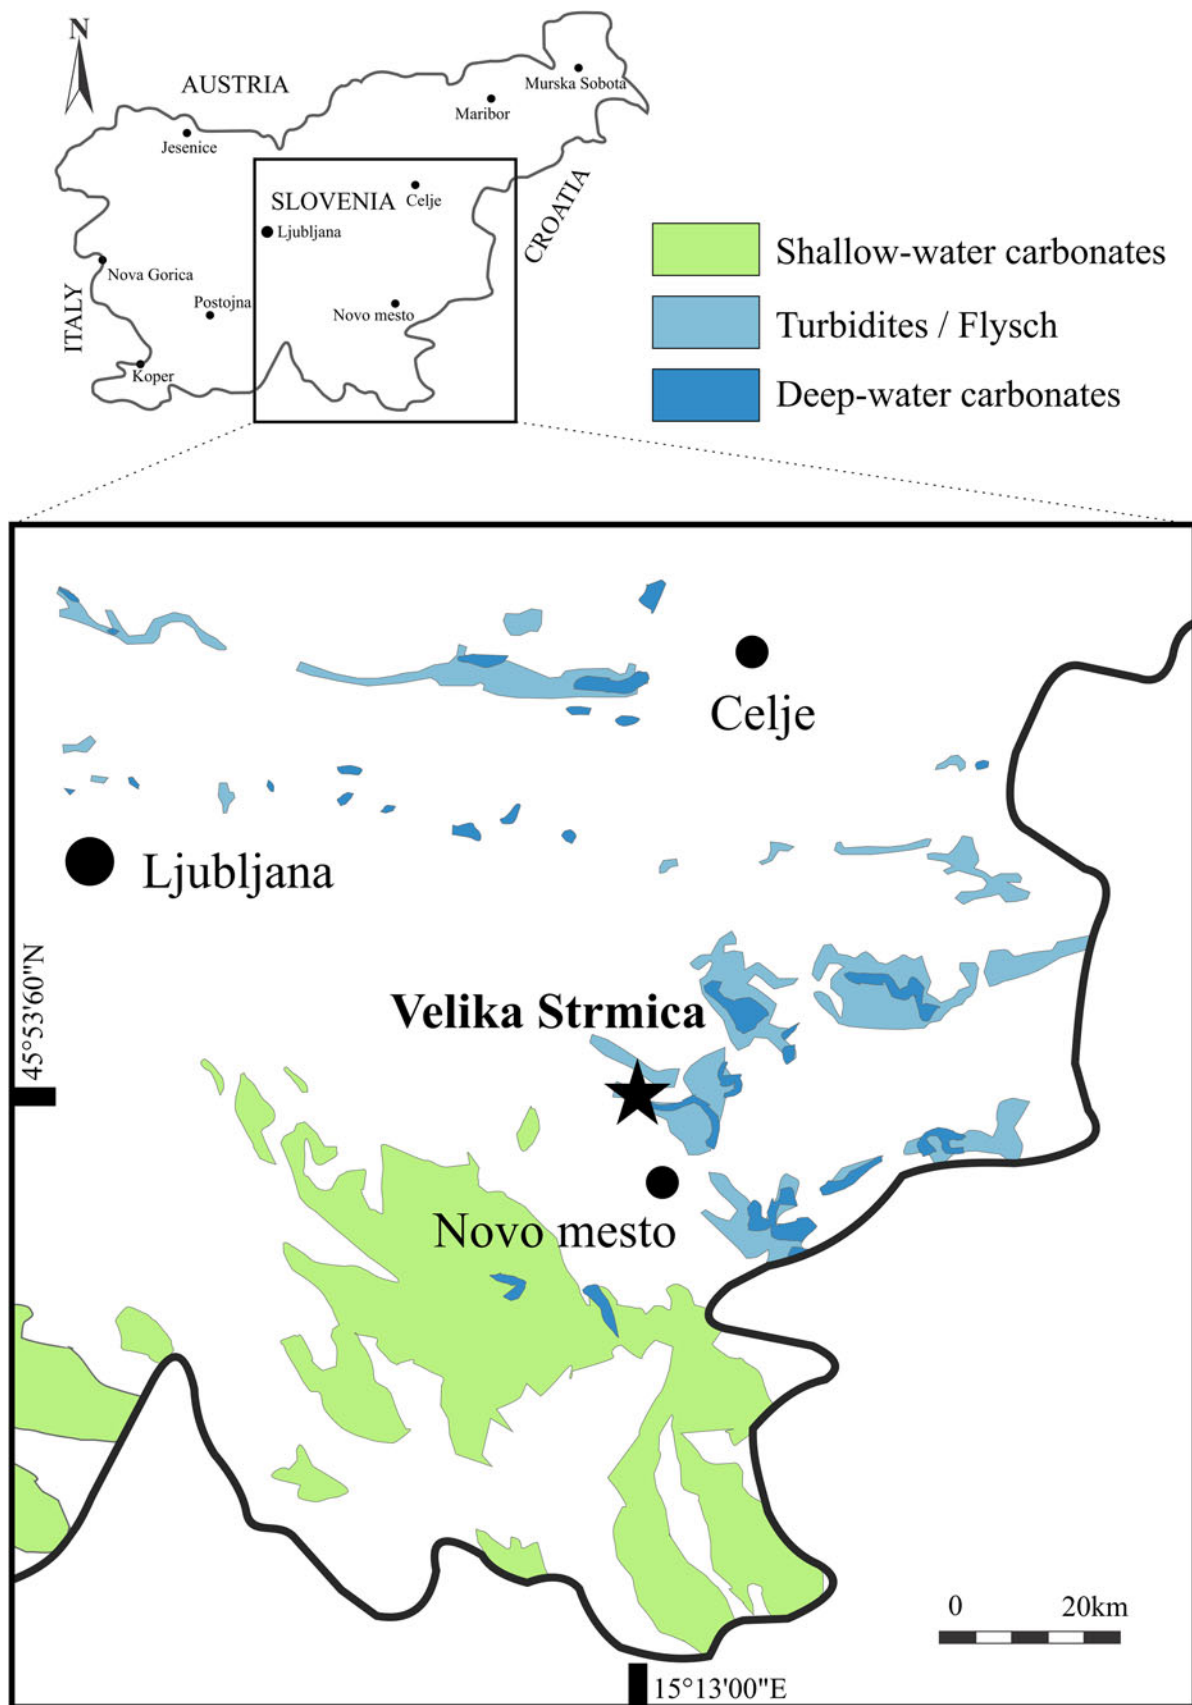 N
AUSTRIA
Murska Sobota
Maribor
Jesenice
SLOVENIA
Celje
CROATIA
Ljubljana
Nova Gorica
ITALY
Postojna
Novo mesto
Koper
Shallow-water carbonates
Turbidites / Flysch
Deep-water carbonates
Celje
Ljubljana
45°53'60"N
Velika Strmica
Novo mesto
0 20km
15°13'00"E